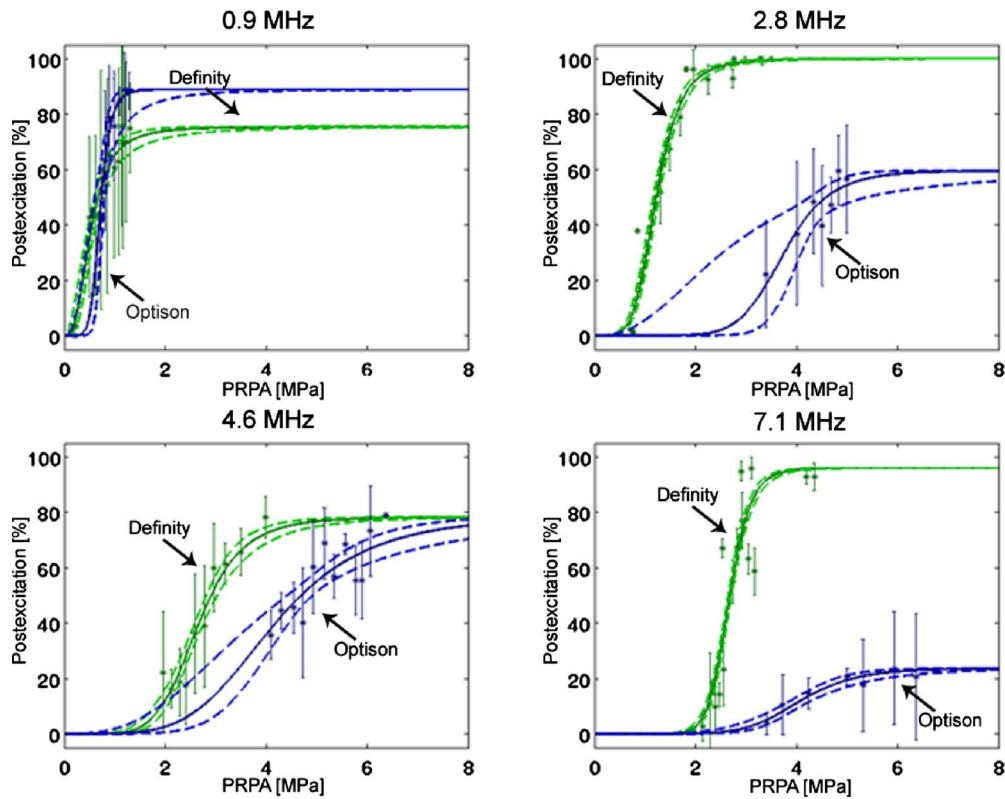 0.9 MHz
Postexcitation [%]
100
80
60
40
20
0
Definity
Optison
0 2 4 6 8
PRPA [MPa]
2.8 MHz
Postexcitation [%]
100
80
60
40
20
0
Definity
Optison
0 2 4 6 8
PRPA [MPa]
4.6 MHz
Postexcitation [%]
100
80
60
40
20
0
Definity
Optison
0 2 4 6 8
PRPA [MPa]
7.1 MHz
Postexcitation [%]
100
80
60
40
20
0
Definity
Optison
0 2 4 6 8
PRPA [MPa]